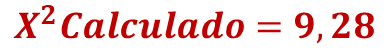 X²Calculado = 9,28